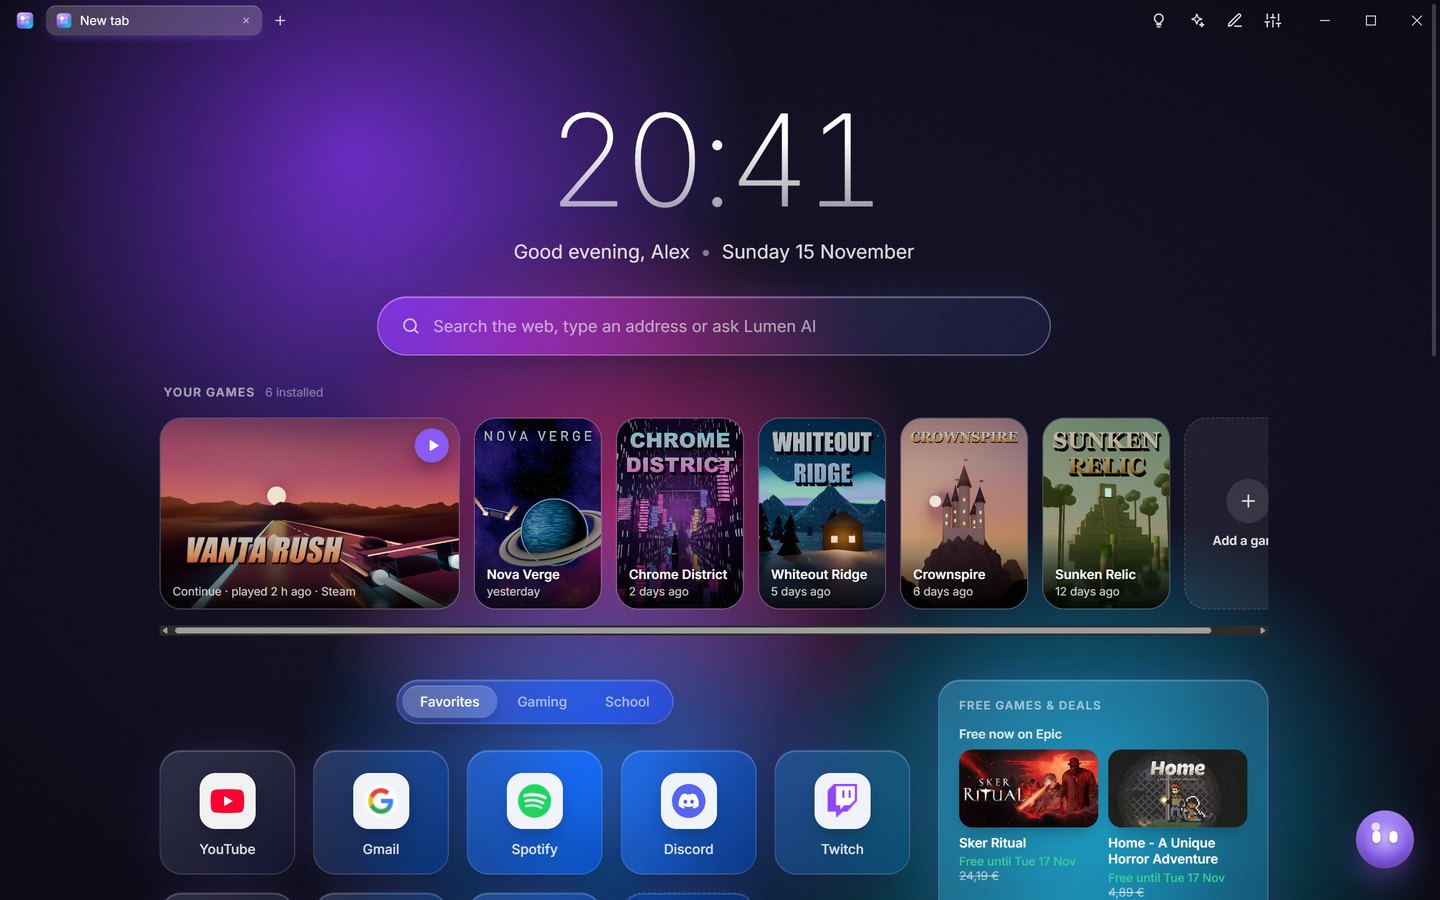 New tab
20:41
Good evening, Alex • Sunday 15 November
Search the web, type an address or ask Lumen AI
YOUR GAMES 6 installed
VANTA RUSH
Continue · played 2 h ago · Steam
NOVA VERGE
Nova Verge
yesterday
CHROME
DISTRICT
Chrome District
2 days ago
WHITEOUT
RIDGE
Whiteout Ridge
5 days ago
CROWNSPIRE
Crownspire
6 days ago
SUNKEN
RELIC
Sunken Relic
12 days ago
Add a gam
Favorites Gaming School
YouTube
Gmail
Spotify
Discord
Twitch
FREE GAMES & DEALS
Free now on Epic
SKER
RITUAL
Sker Ritual
Free until Tue 17 Nov
24,19 €
Home
Home - A Unique
Horror Adventure
Free until Tue 17 Nov
4,89 €